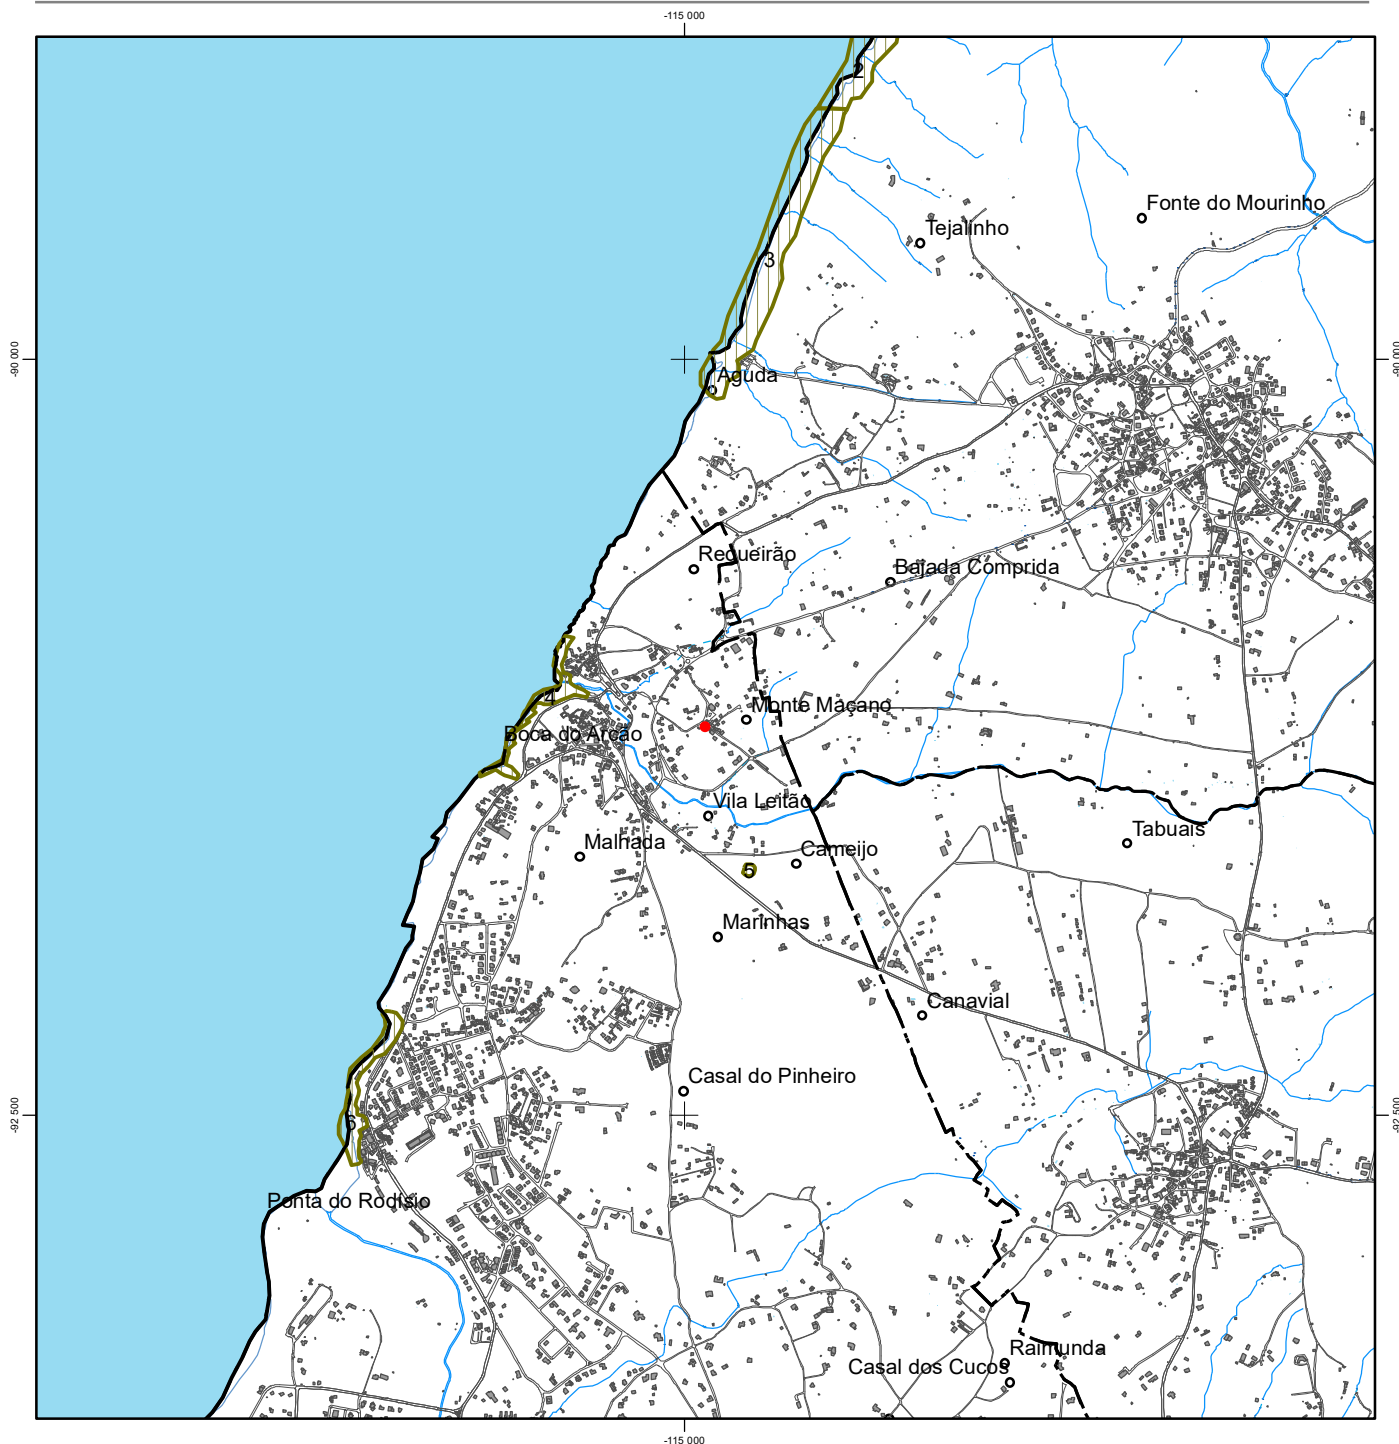 -115 000
2
Fonte do Mourinho
Tejalinho
3
-90 000
-90 000
Aguda
Requeirão
Bajada Comprida
4
Monte Maçano
Boca do Arcão
Vila Leitão
Tabuais
Malhada
Cameijo
5
Marinhas
Canavial
Casal do Pinheiro
-92 500
-92 500
6
Ponta do Rodísio
Raimunda
Casal dos Cucos
-115 000